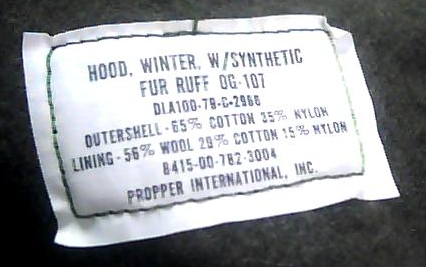 HOOD, WINTER, W/SYNTHETIC
FUR RUFF OG-107
DLA100-79-C-2968
OUTERSHELL-65% COTTON 35% NYLON
LINING-56% WOOL 29% COTTON 15% NYLON
8415-00-782-3004
PROPPER INTERNATIONAL, INC.